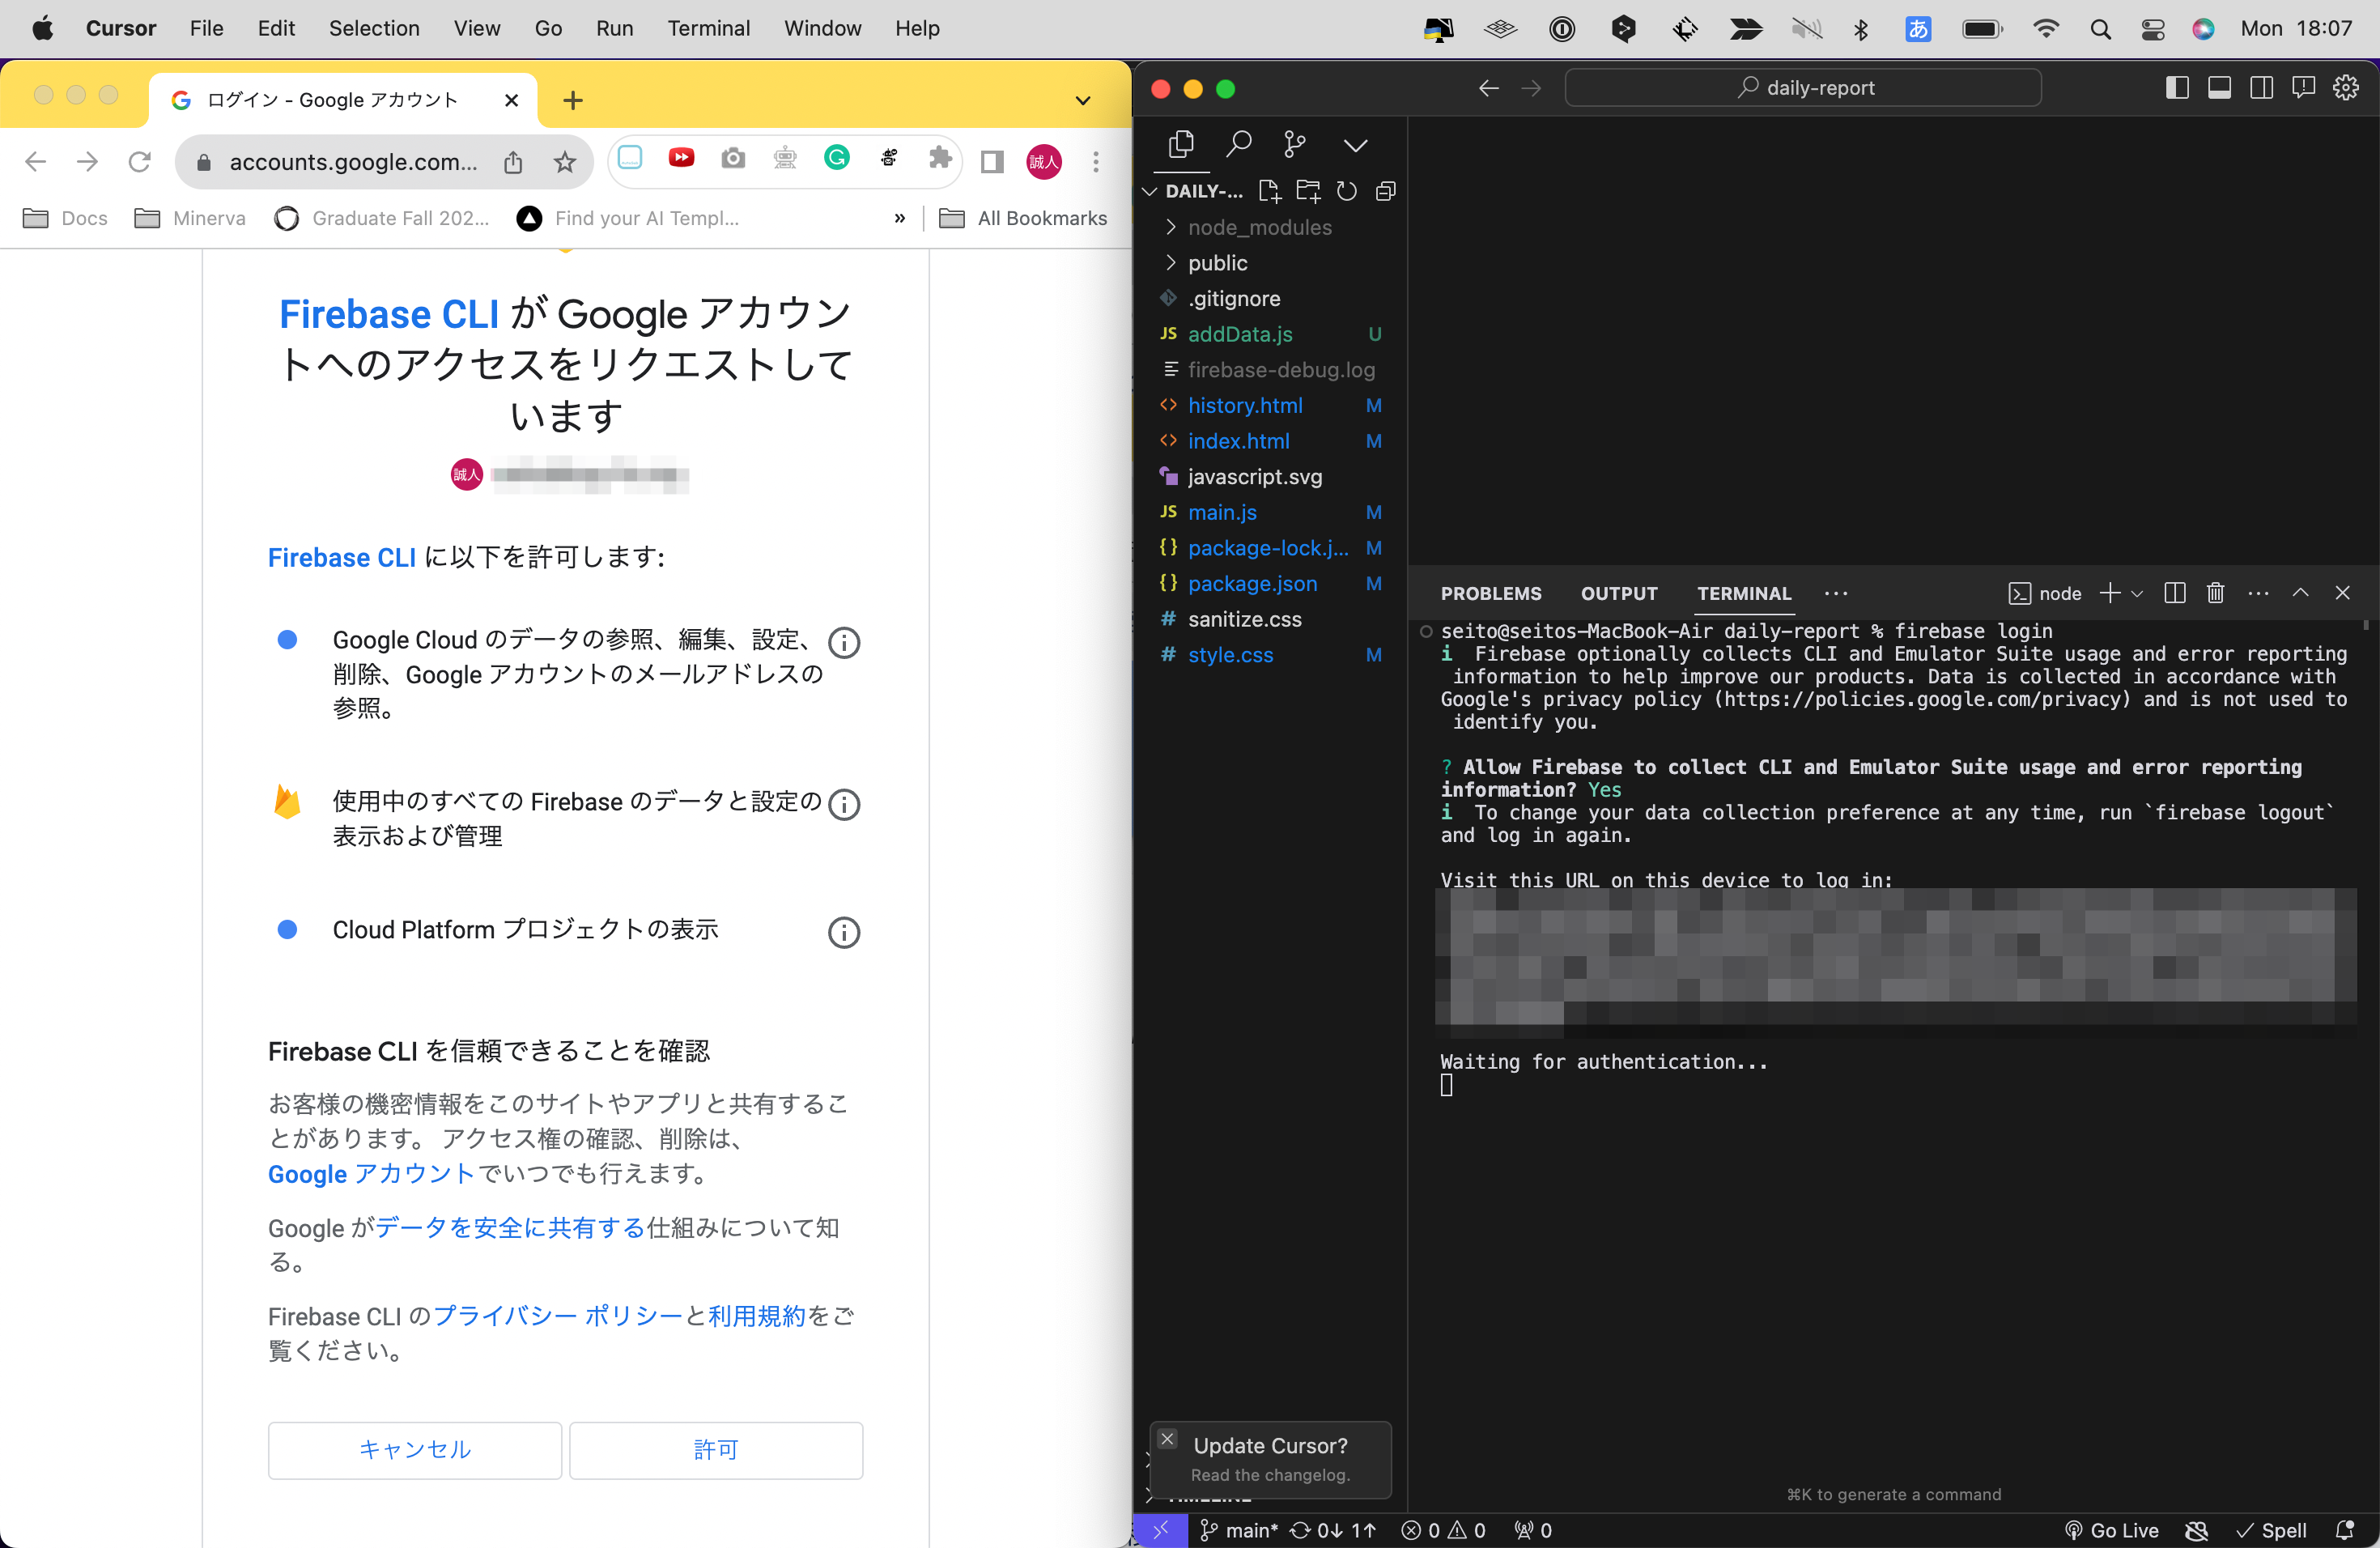 Cursor File Edit Selection View Go Run Terminal Window Help
あ Mon 18:07
ログイン - Google アカウント
accounts.google.com...
誠人
Docs Minerva Graduate Fall 202... Find your AI Templ... » All Bookmarks
Firebase CLI が Google アカウン
トへのアクセスをリクエストして
います
誠人
Firebase CLI に以下を許可します:
Google Cloud のデータの参照、編集、設定、
削除、Google アカウントのメールアドレスの
参照。
使用中のすべての Firebase のデータと設定の
表示および管理
Cloud Platform プロジェクトの表示
Firebase CLI を信頼できることを確認
お客様の機密情報をこのサイトやアプリと共有するこ
とがあります。 アクセス権の確認、削除は、
Google アカウントでいつでも行えます。
Google がデータを安全に共有する仕組みについて知
る。
Firebase CLI のプライバシー ポリシーと利用規約をご
覧ください。
キャンセル 許可
daily-report
DAILY-...
node_modules
public
.gitignore
JS addData.js U
firebase-debug.log
<> history.html M
<> index.html M
javascript.svg
JS main.js M
{} package-lock.j... M
{} package.json M
# sanitize.css
# style.css M
Update Cursor?
Read the changelog.
TIMELINE
PROBLEMS OUTPUT TERMINAL ··· node
seito@seitos-MacBook-Air daily-report % firebase login
i  Firebase optionally collects CLI and Emulator Suite usage and error reporting
information to help improve our products. Data is collected in accordance with
Google's privacy policy (https://policies.google.com/privacy) and is not used to
identify you.
? Allow Firebase to collect CLI and Emulator Suite usage and error reporting
information? Yes
i  To change your data collection preference at any time, run `firebase logout`
and log in again.
Visit this URL on this device to log in:
Waiting for authentication...
⌘K to generate a command
main* 0↓ 1↑ 0 0 0 Go Live Spell